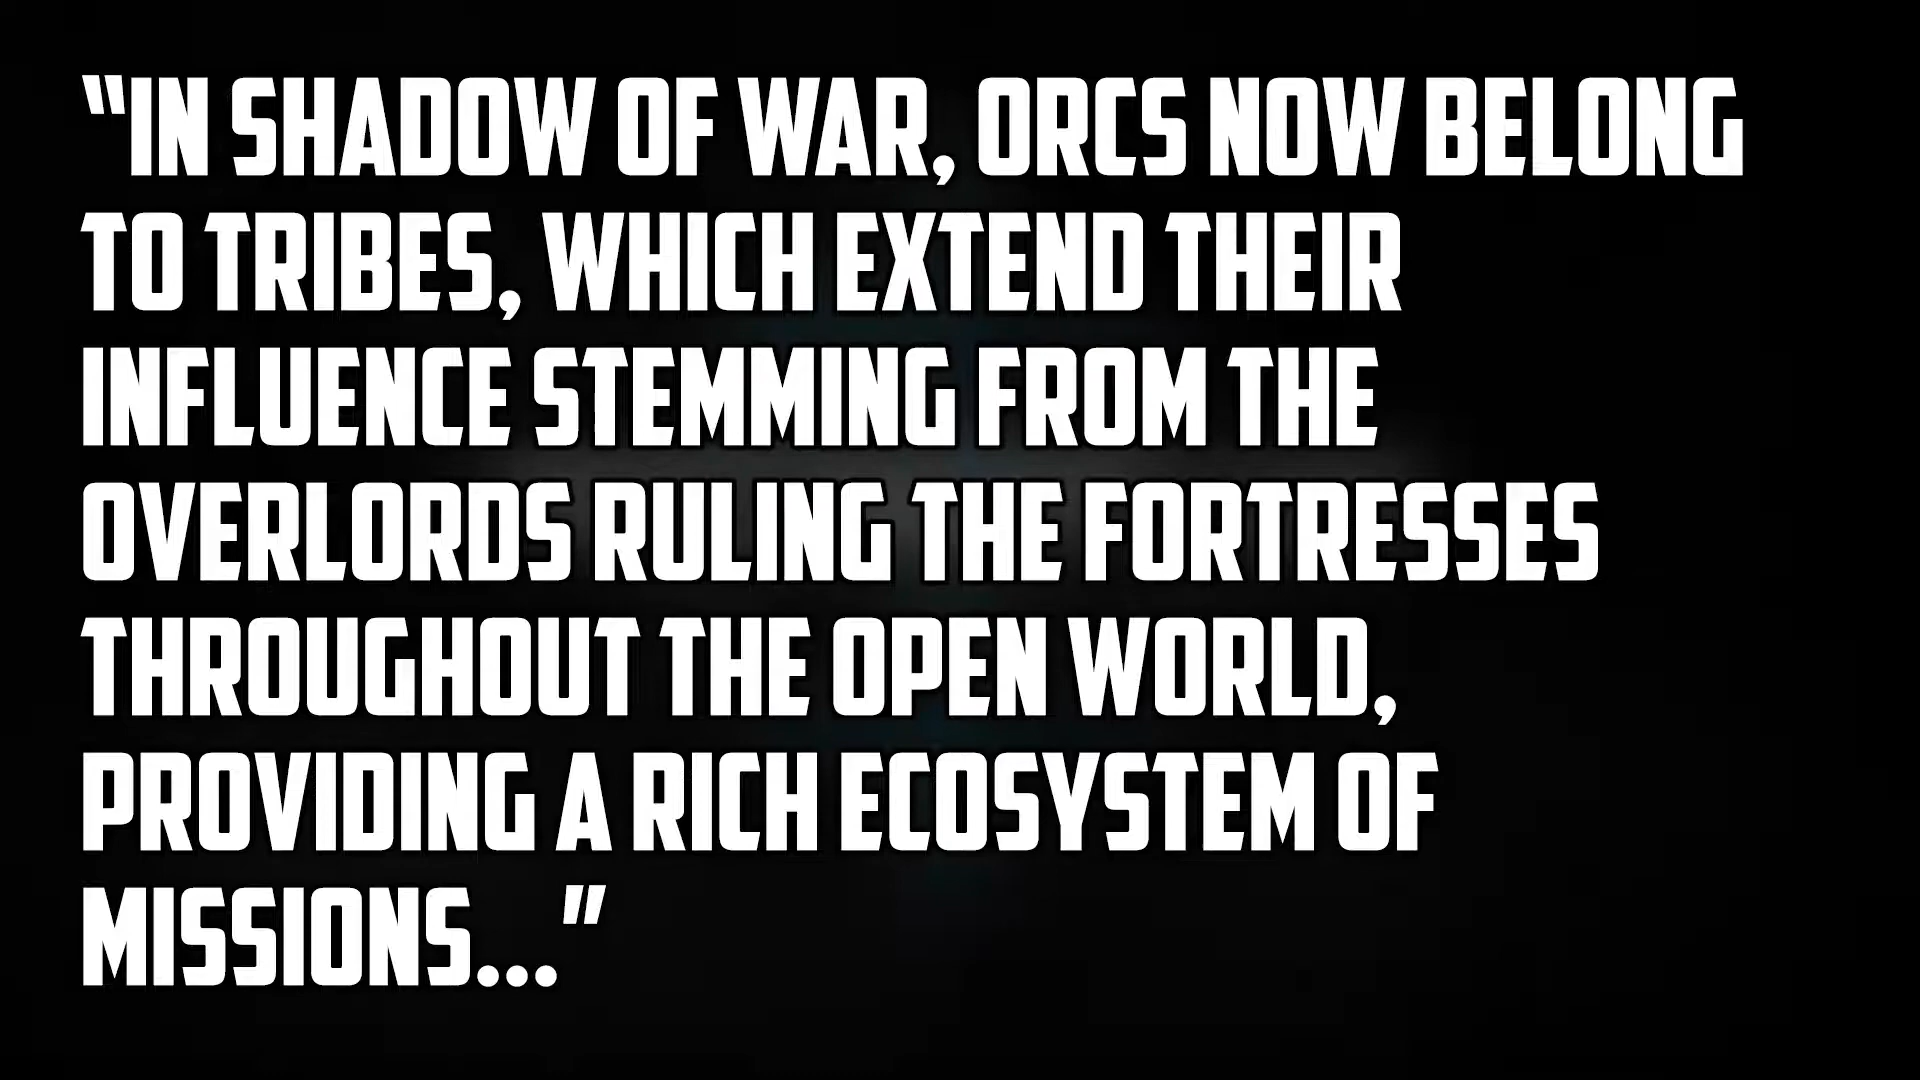 “IN SHADOW OF WAR, ORCS NOW BELONG
TO TRIBES, WHICH EXTEND THEIR
INFLUENCE STEMMING FROM THE
OVERLORDS RULING THE FORTRESSES
THROUGHOUT THE OPEN WORLD,
PROVIDING A RICH ECOSYSTEM OF
MISSIONS...”